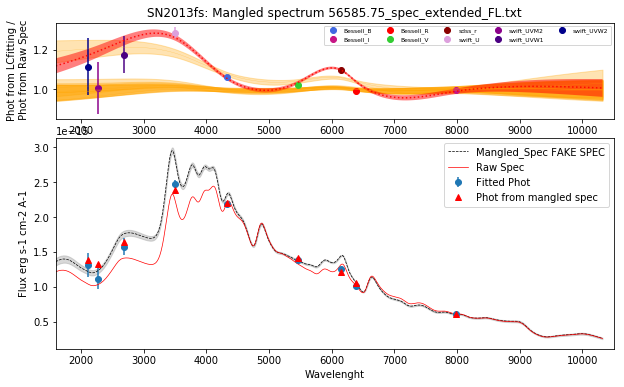 SN2013fs: Mangled spectrum 56585.75_spec_extended_FL.txt
Phot from LCfitting /
Phot from Raw Spec
1.2
1.0
Bessell_B
Bessell_I
Bessell_R
Bessell_V
sdss_r
swift_U
swift_UVM2
swift_UVW1
swift_UVW2
2000 3000 4000 5000 6000 7000 8000 9000 10000
Flux erg s-1 cm-2 A-1
3.0
2.5
2.0
1.5
1.0
0.5
Mangled_Spec FAKE SPEC
Raw Spec
Fitted Phot
Phot from mangled spec
2000 3000 4000 5000 6000 7000 8000 9000 10000
Wavelenght